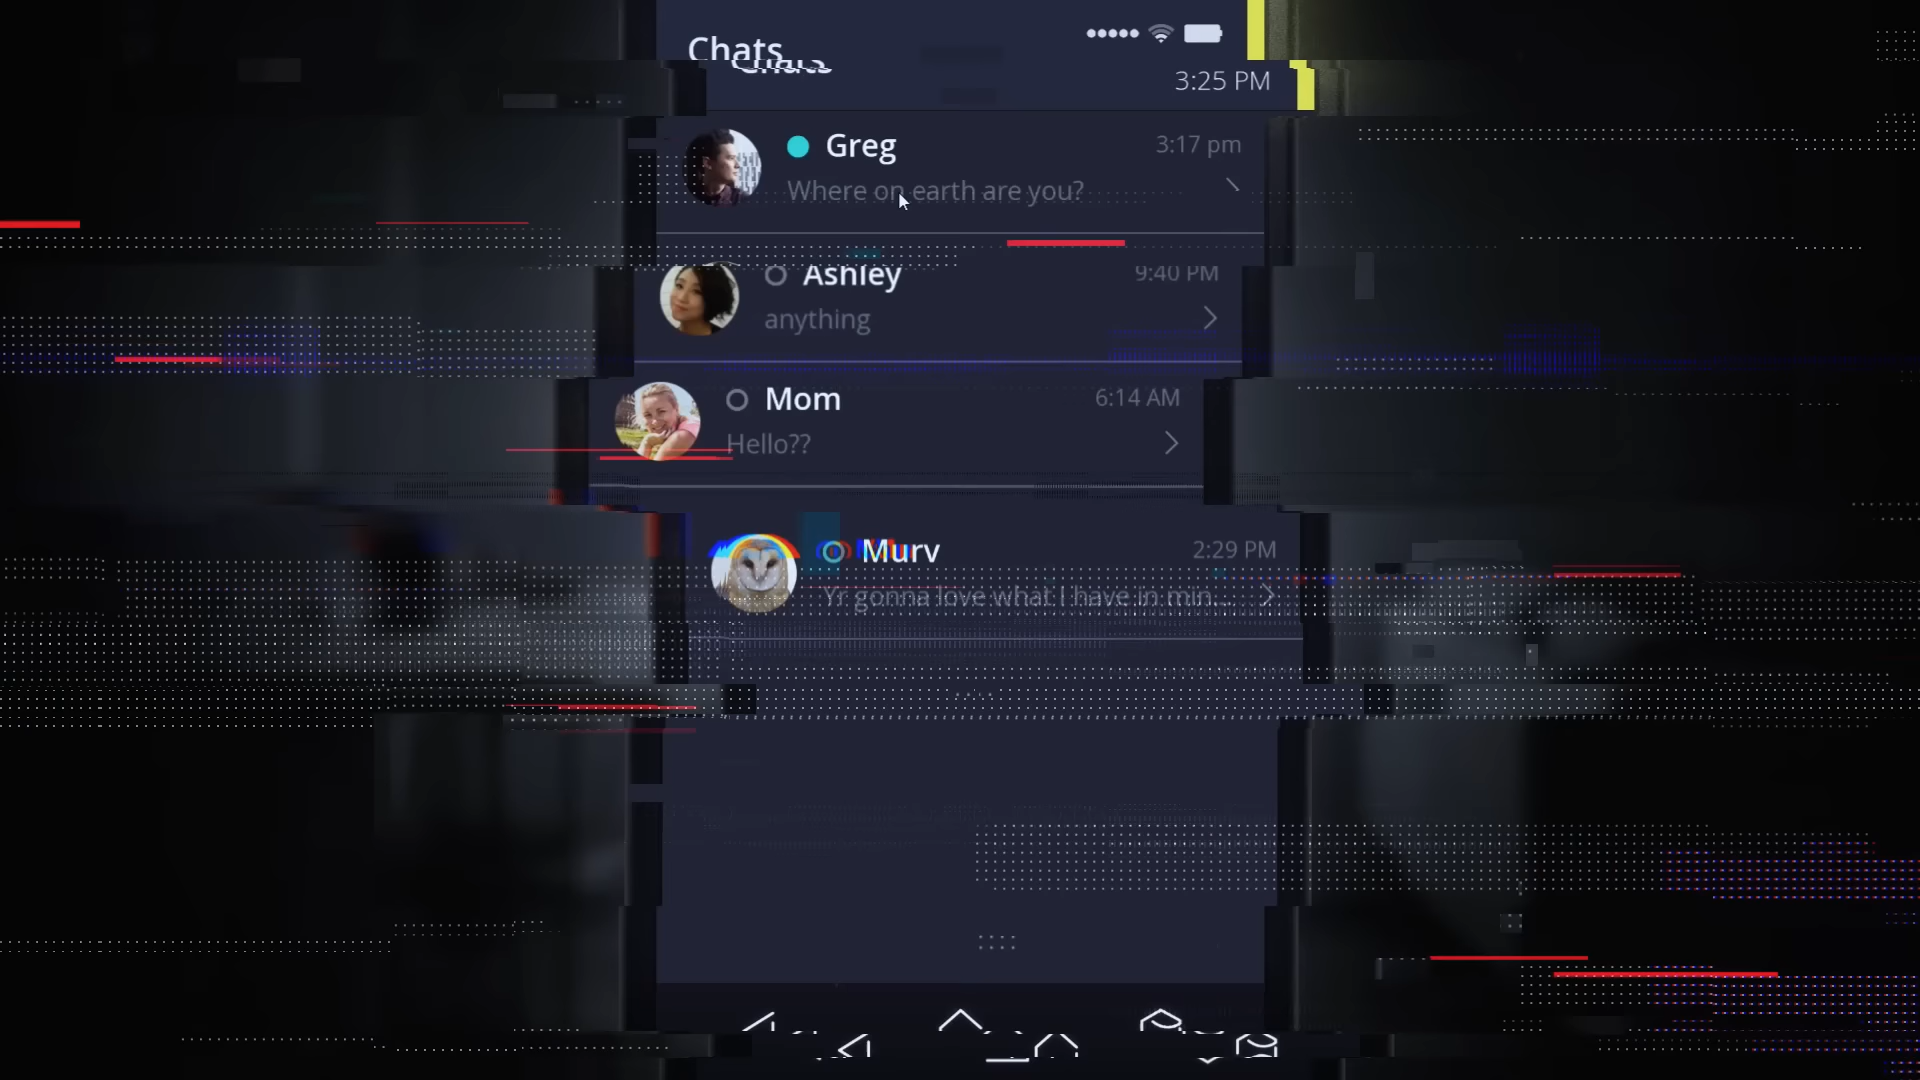 Chats
3:25 PM
Greg
3:17 pm
Where on earth are you?
Ashley
9:40 PM
anything
Mom
6:14 AM
Hello??
Murv
2:29 PM
Yr gonna love what I have in min...